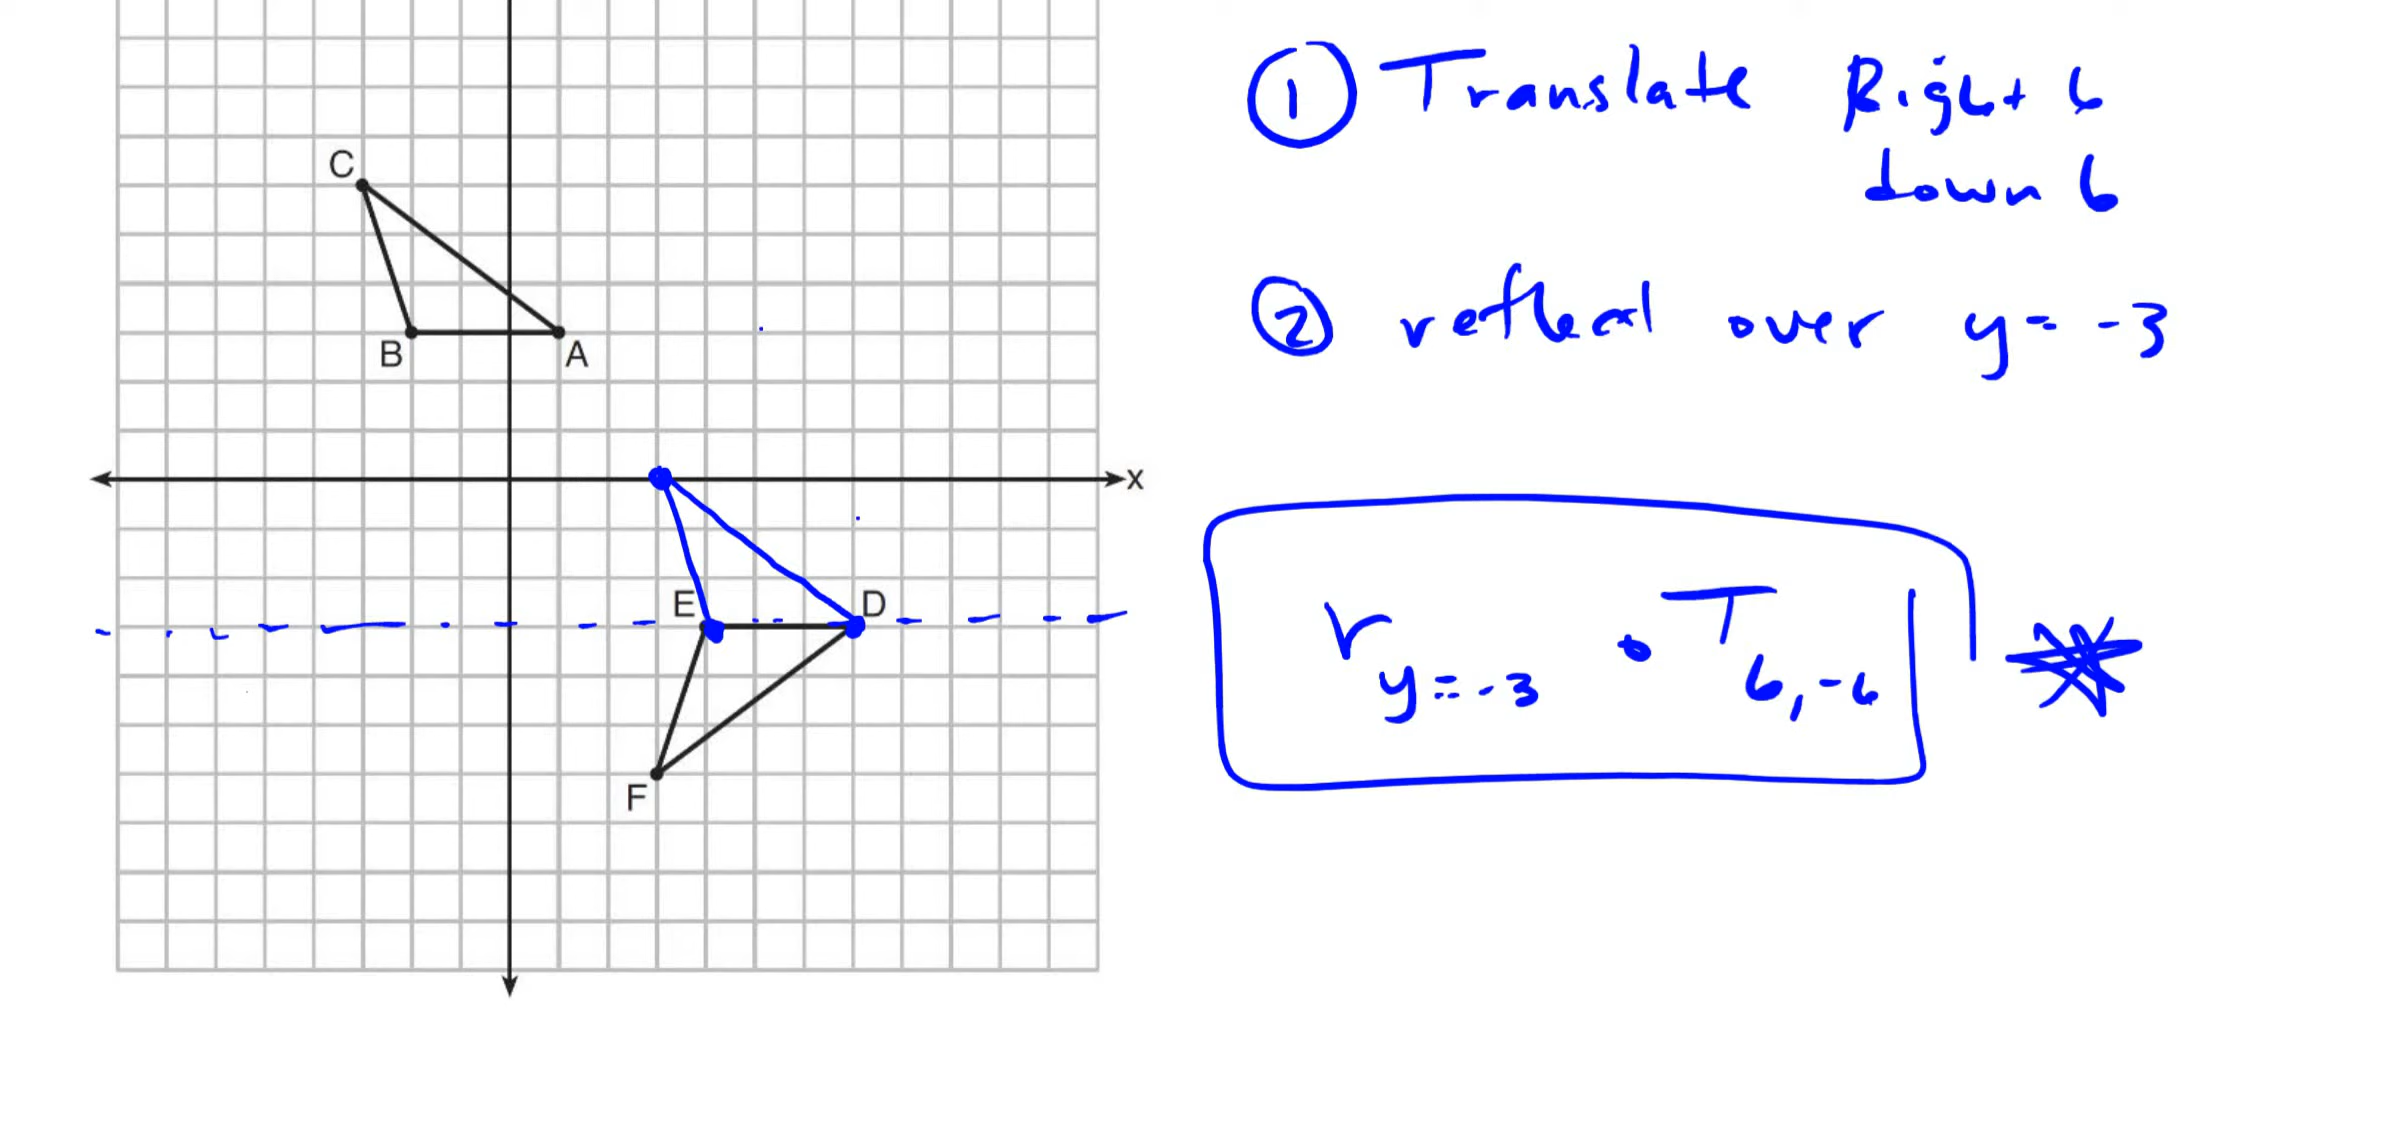 C
B A
x
E D
F
① Translate Right 6
down 6
② reflect over y = -3
r y=-3 ∘ T 6,-6